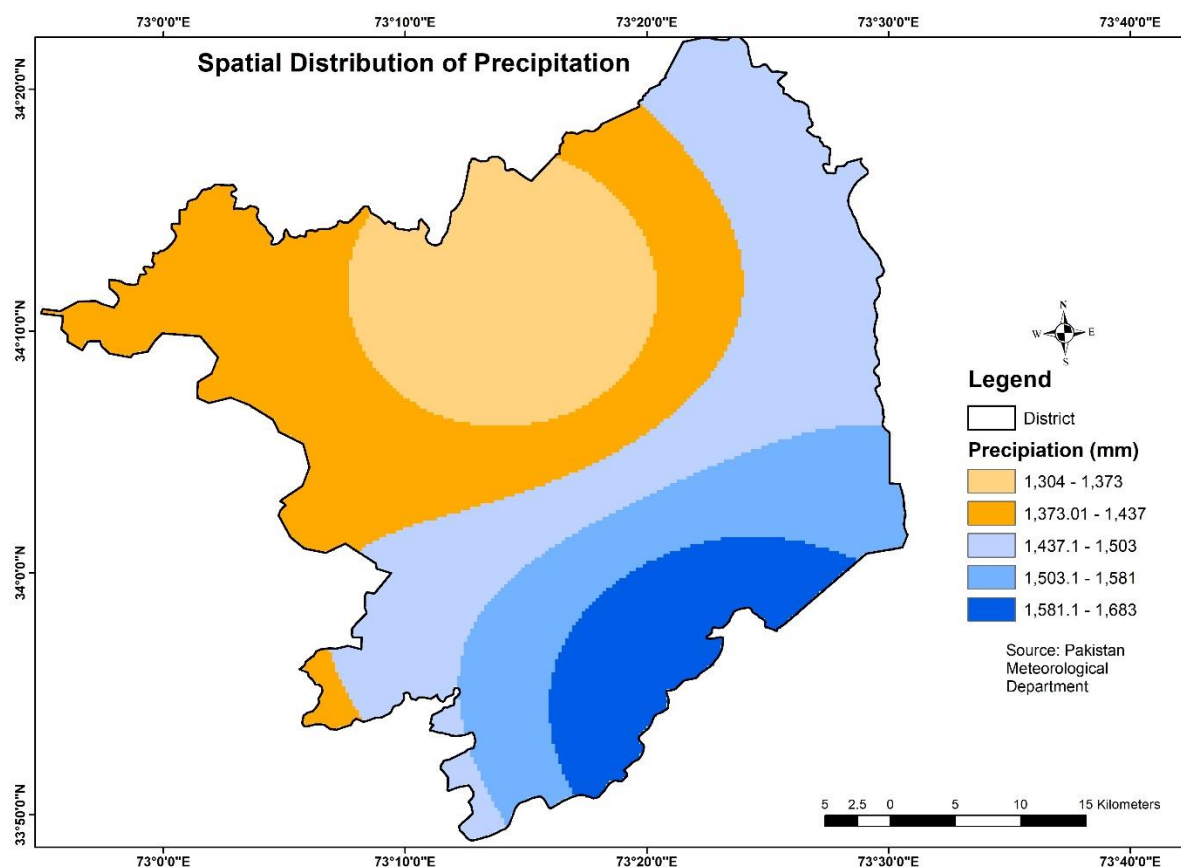 73°0'0"E 73°10'0"E 73°20'0"E 73°30'0"E 73°40'0"E
Spatial Distribution of Precipitation
34°20'0"N
34°10'0"N
34°0'0"N
33°50'0"N
N
W E
S
Legend
District
Precipiation (mm)
1,304 - 1,373
1,373.01 - 1,437
1,437.1 - 1,503
1,503.1 - 1,581
1,581.1 - 1,683
Source: Pakistan
Meteorological
Department
5 2.5 0 5 10 15 Kilometers
73°0'0"E 73°10'0"E 73°20'0"E 73°30'0"E 73°40'0"E